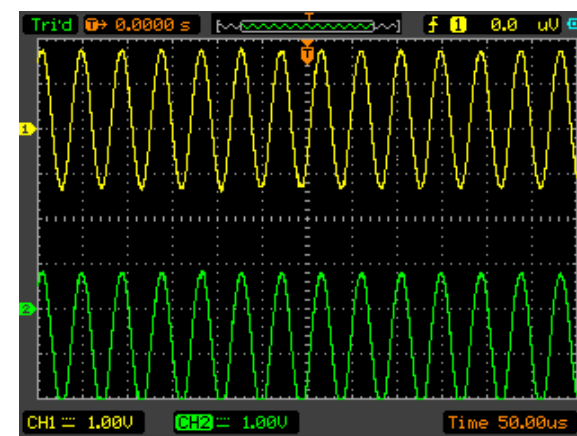 Tri'd T→ 0.0000 s T 1 0.0 uV
T
1
2
CH1 1.00V CH2 1.00V Time 50.00us